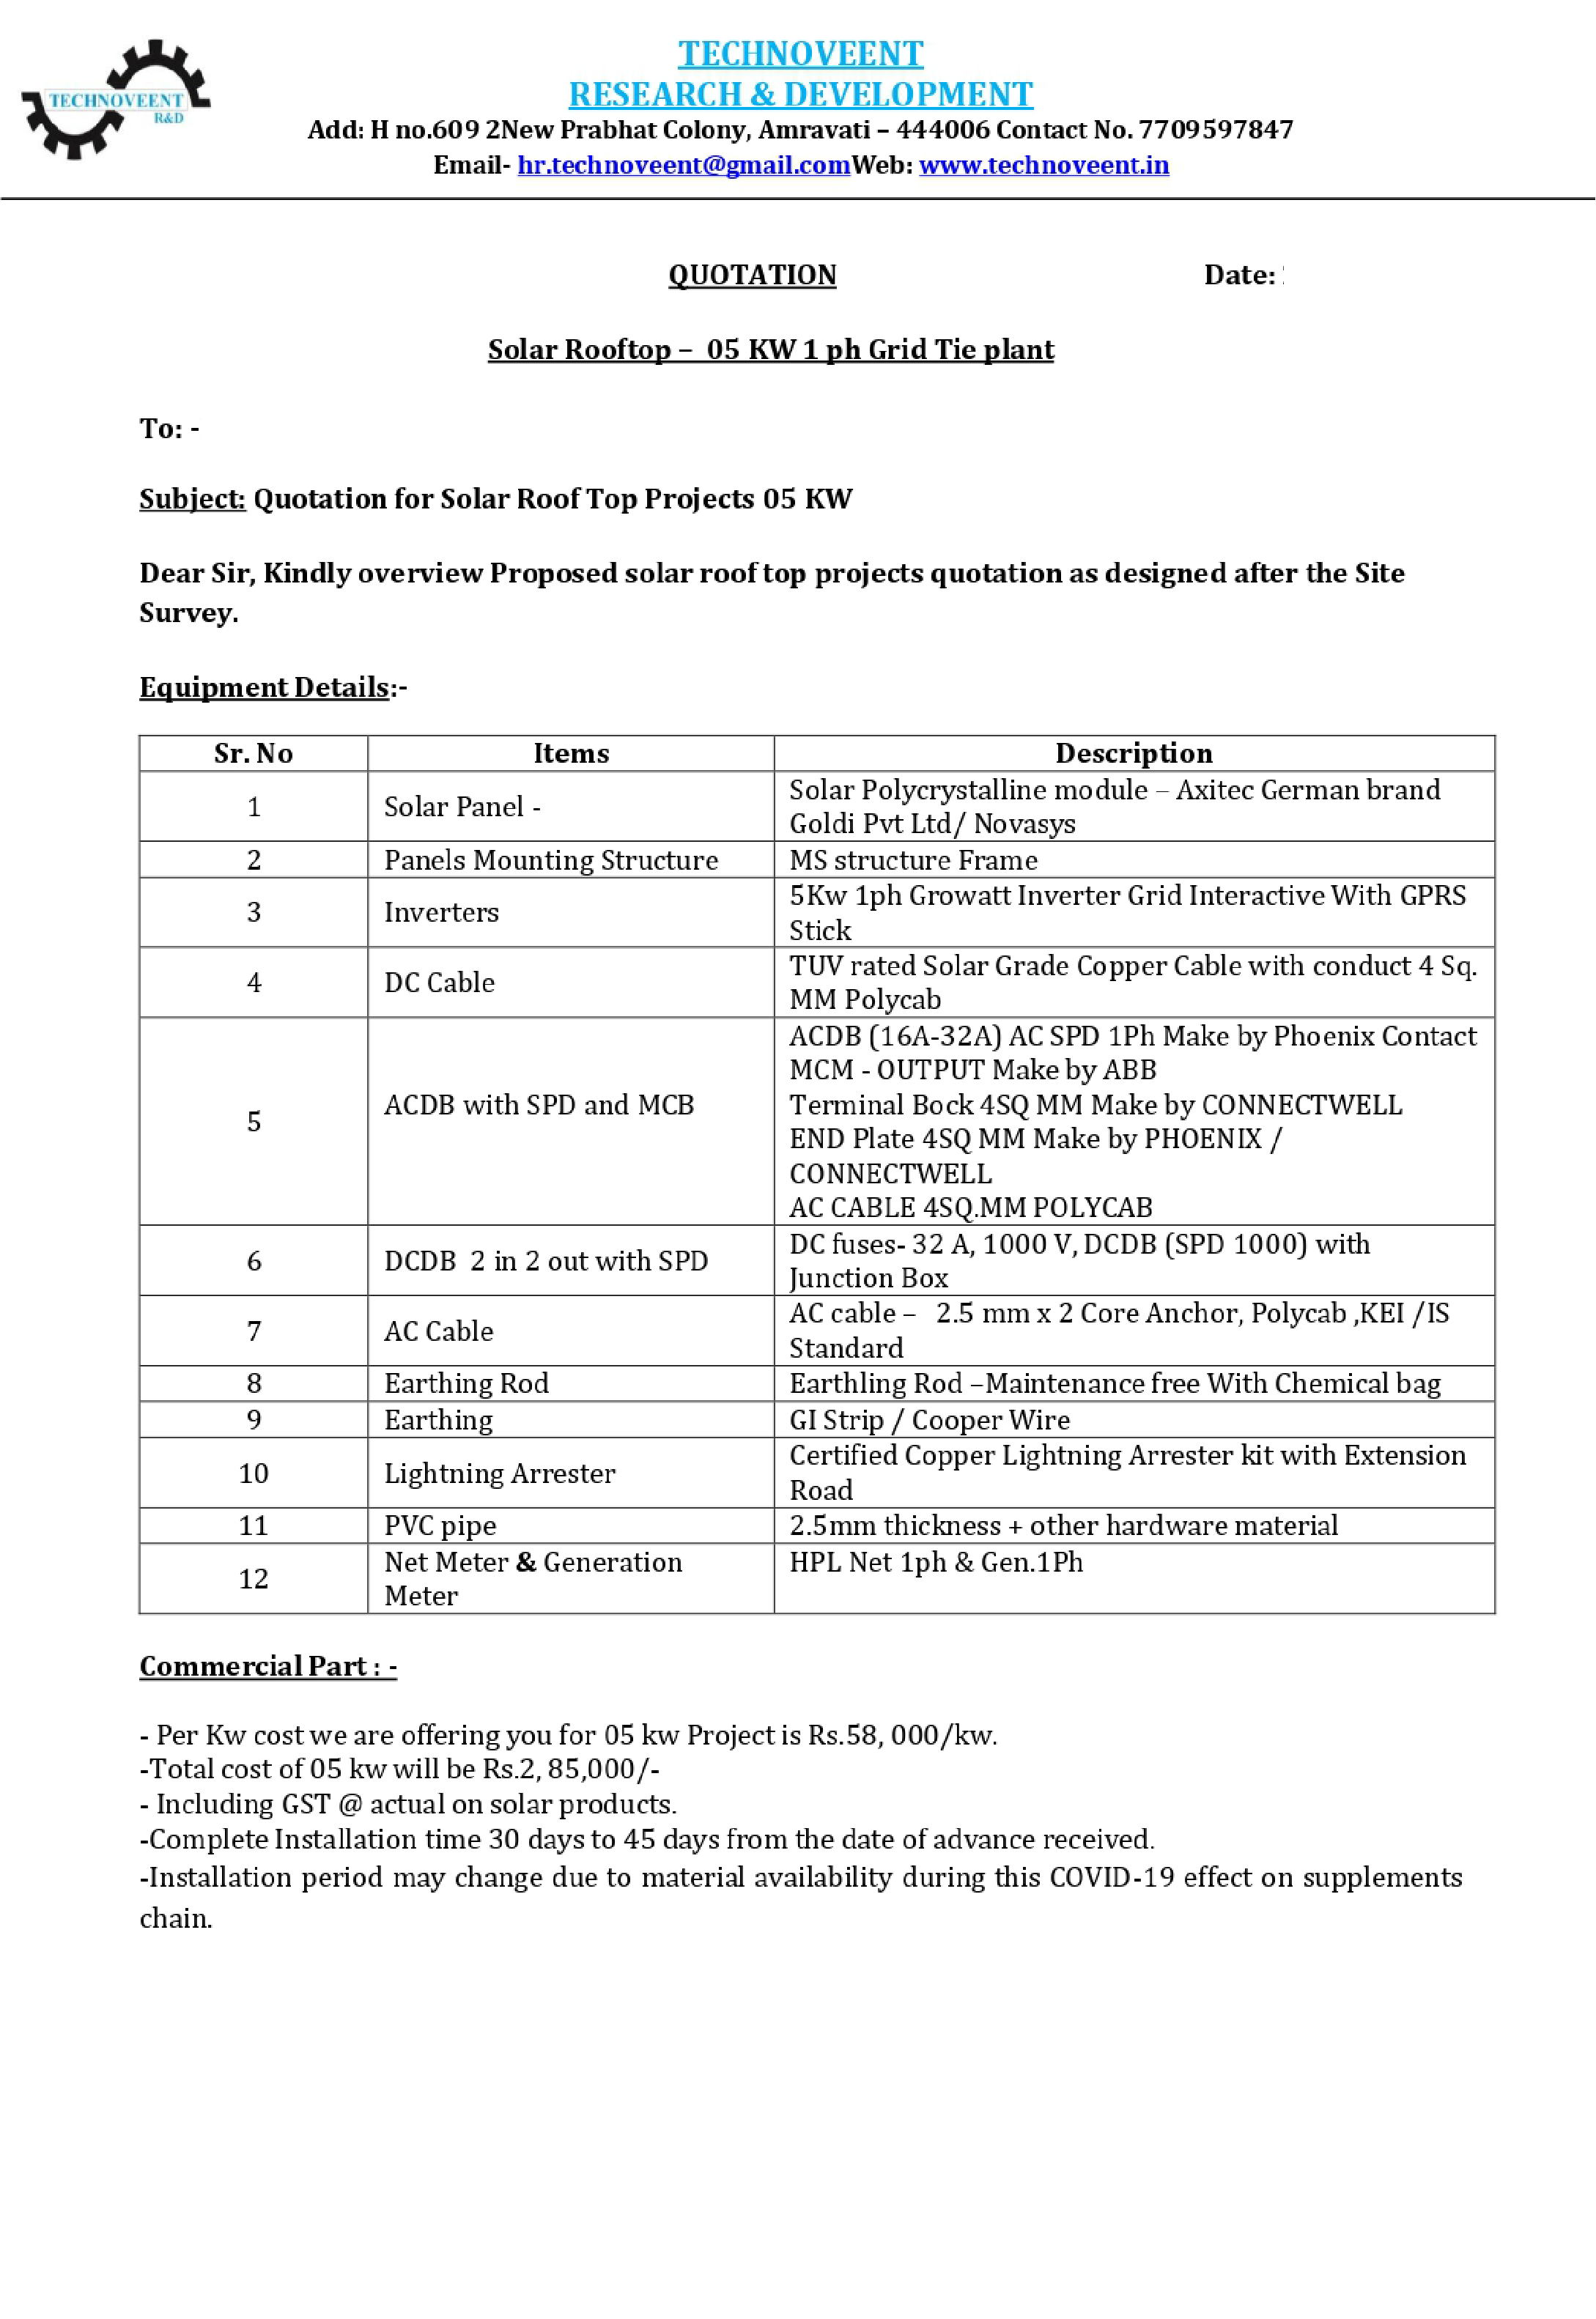 TECHNOVEENT
R&D
TECHNOVEENT
RESEARCH & DEVELOPMENT
Add: H no.609 2New Prabhat Colony, Amravati – 444006 Contact No. 7709597847
Email- hr.technoveent@gmail.comWeb: www.technoveent.in
QUOTATION Date:
Solar Rooftop – 05 KW 1 ph Grid Tie plant
To: -
Subject: Quotation for Solar Roof Top Projects 05 KW
Dear Sir, Kindly overview Proposed solar roof top projects quotation as designed after the Site
Survey.
Equipment Details:-
Sr. No Items Description
1 Solar Panel - Solar Polycrystalline module – Axitec German brand
Goldi Pvt Ltd/ Novasys
2 Panels Mounting Structure MS structure Frame
3 Inverters 5Kw 1ph Growatt Inverter Grid Interactive With GPRS
Stick
4 DC Cable TUV rated Solar Grade Copper Cable with conduct 4 Sq.
MM Polycab
5 ACDB with SPD and MCB ACDB (16A-32A) AC SPD 1Ph Make by Phoenix Contact
MCM - OUTPUT Make by ABB
Terminal Bock 4SQ MM Make by CONNECTWELL
END Plate 4SQ MM Make by PHOENIX /
CONNECTWELL
AC CABLE 4SQ.MM POLYCAB
6 DCDB 2 in 2 out with SPD DC fuses- 32 A, 1000 V, DCDB (SPD 1000) with
Junction Box
7 AC Cable AC cable – 2.5 mm x 2 Core Anchor, Polycab ,KEI /IS
Standard
8 Earthing Rod Earthling Rod –Maintenance free With Chemical bag
9 Earthing GI Strip / Cooper Wire
10 Lightning Arrester Certified Copper Lightning Arrester kit with Extension
Road
11 PVC pipe 2.5mm thickness + other hardware material
12 Net Meter & Generation HPL Net 1ph & Gen.1Ph
Meter
Commercial Part : -
- Per Kw cost we are offering you for 05 kw Project is Rs.58, 000/kw.
-Total cost of 05 kw will be Rs.2, 85,000/-
- Including GST @ actual on solar products.
-Complete Installation time 30 days to 45 days from the date of advance received.
-Installation period may change due to material availability during this COVID-19 effect on supplements
chain.